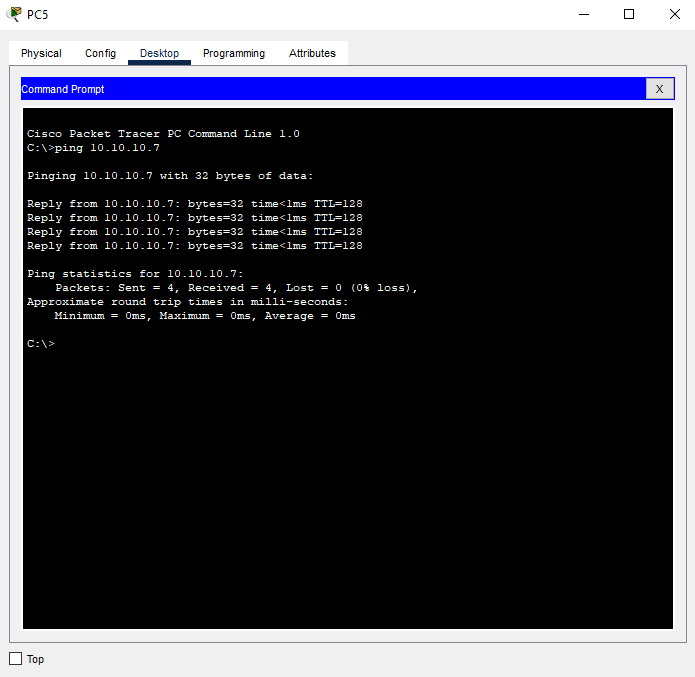 PC5
Physical Config Desktop Programming Attributes
Command Prompt X
Cisco Packet Tracer PC Command Line 1.0
C:\>ping 10.10.10.7
Pinging 10.10.10.7 with 32 bytes of data:
Reply from 10.10.10.7: bytes=32 time<1ms TTL=128
Reply from 10.10.10.7: bytes=32 time<1ms TTL=128
Reply from 10.10.10.7: bytes=32 time<1ms TTL=128
Reply from 10.10.10.7: bytes=32 time<1ms TTL=128
Ping statistics for 10.10.10.7:
Packets: Sent = 4, Received = 4, Lost = 0 (0% loss),
Approximate round trip times in milli-seconds:
Minimum = 0ms, Maximum = 0ms, Average = 0ms
C:\>
Top